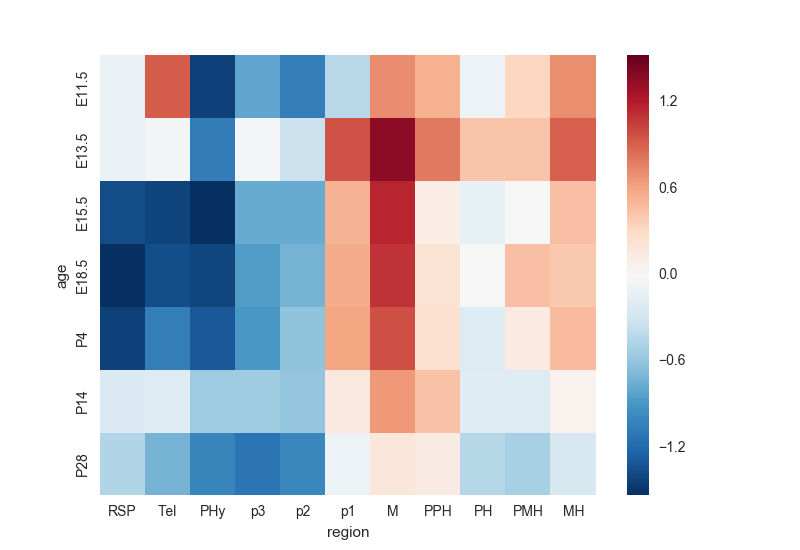 E11.5
E13.5
E15.5
E18.5
P4
P14
P28
age
RSP Tel PHy p3 p2 p1 M PPH PH PMH MH
region
1.2
0.6
0.0
−0.6
−1.2